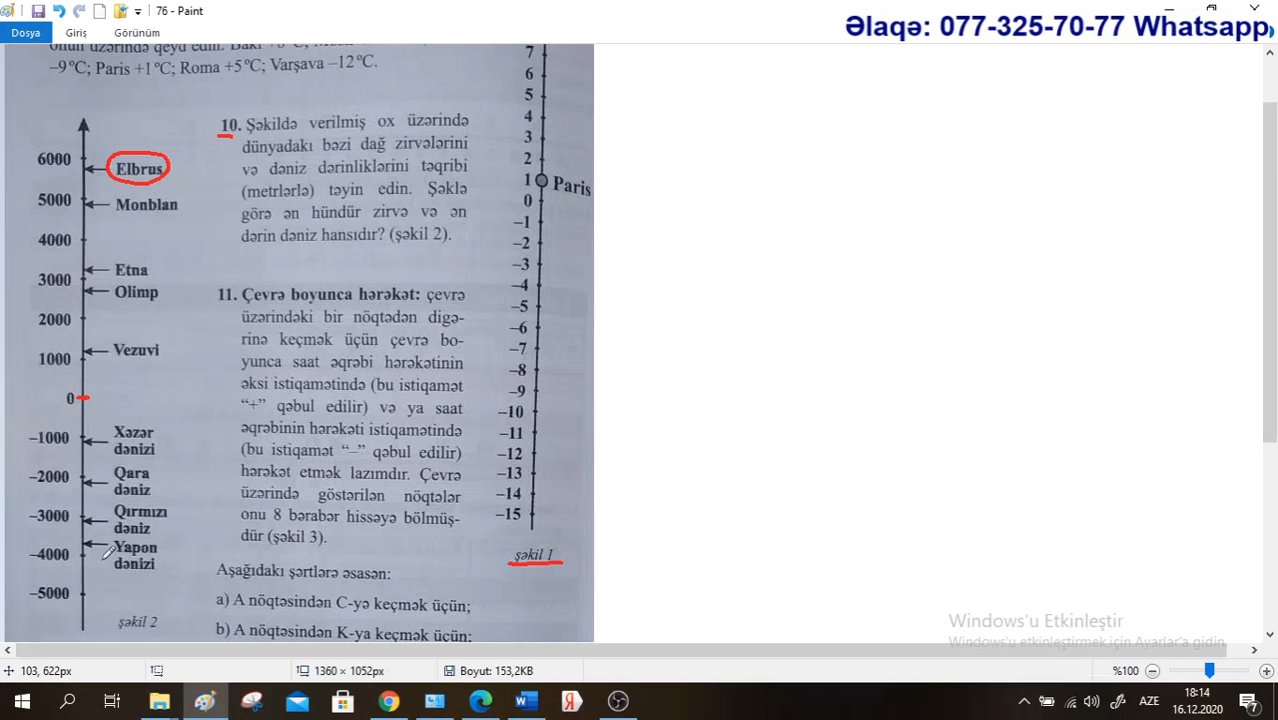 76 - Paint
Dosya Giriş Görünüm
Əlaqə: 077-325-70-77 Whatsapp
–9°C; Paris +1°C; Roma +5°C; Varşava –12°C.
6000
Elbrus
5000
Monblan
4000
Etna
3000
Olimp
2000
Vezuvi
1000
0
–1000
Xəzər
dənizi
–2000
Qara
dəniz
–3000
Qırmızı
dəniz
–4000
Yapon
dənizi
–5000
şəkil 2
10. Şəkildə verilmiş ox üzərində
dünyadakı bəzi dağ zirvələrini
və dəniz dərinliklərini təqribi
(metrlərlə) təyin edin. Şəklə
görə ən hündür zirvə və ən
dərin dəniz hansıdır? (şəkil 2).
11. Çevrə boyunca hərəkət: çevrə
üzərindəki bir nöqtədən digə-
rinə keçmək üçün çevrə bo-
yunca saat əqrəbi hərəkətinin
əksi istiqamətində (bu istiqamət
“+” qəbul edilir) və ya saat
əqrəbinin hərəkəti istiqamətində
(bu istiqamət “–” qəbul edilir)
hərəkət etmək lazımdır. Çevrə
üzərində göstərilən nöqtələr
onu 8 bərabər hissəyə bölmüş-
dür (şəkil 3).
Aşağıdakı şərtlərə əsasən:
a) A nöqtəsindən C-yə keçmək üçün;
b) A nöqtəsindən K-ya keçmək üçün;
7
6
5
4
3
2
1 Paris
0
–1
–2
–3
–4
–5
–6
–7
–8
–9
–10
–11
–12
–13
–14
–15
şəkil 1
Windows'u Etkinleştir
Windows'u etkinleştirmek için Ayarlar'a gidin.
103, 622px
1360 × 1052px
Boyut: 153,2KB
%100
AZE
18:14
16.12.2020
7